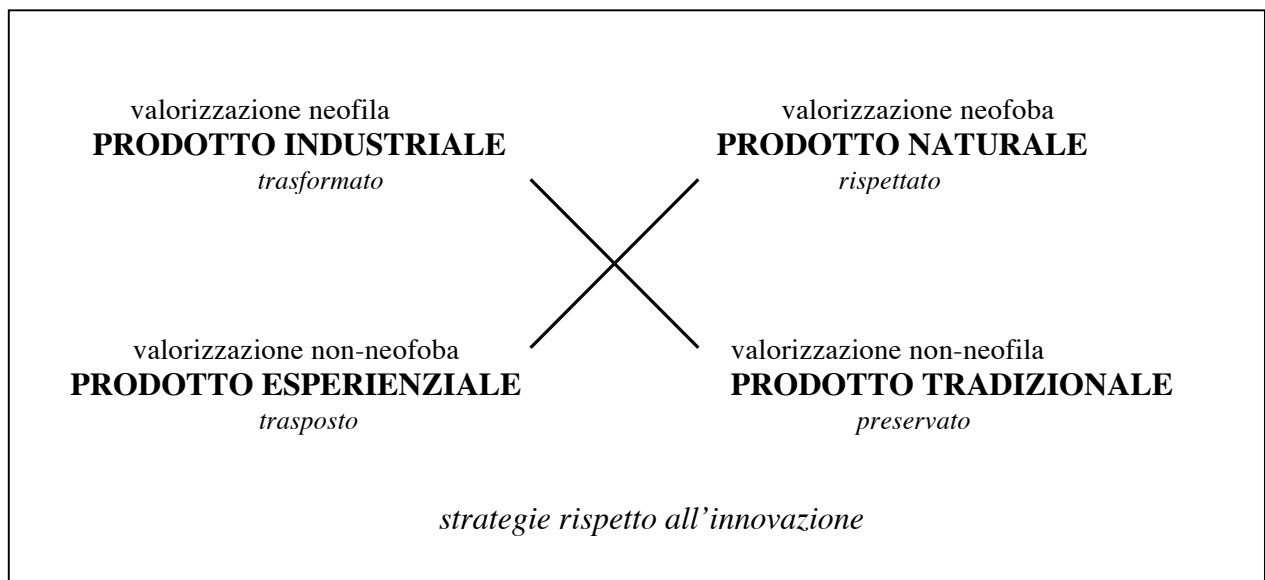 valorizzazione neofila
PRODOTTO INDUSTRIALE
trasformato
valorizzazione neofoba
PRODOTTO NATURALE
rispettato
valorizzazione non-neofoba
PRODOTTO ESPERIENZIALE
trasposto
valorizzazione non-neofila
PRODOTTO TRADIZIONALE
preservato
strategie rispetto all’innovazione